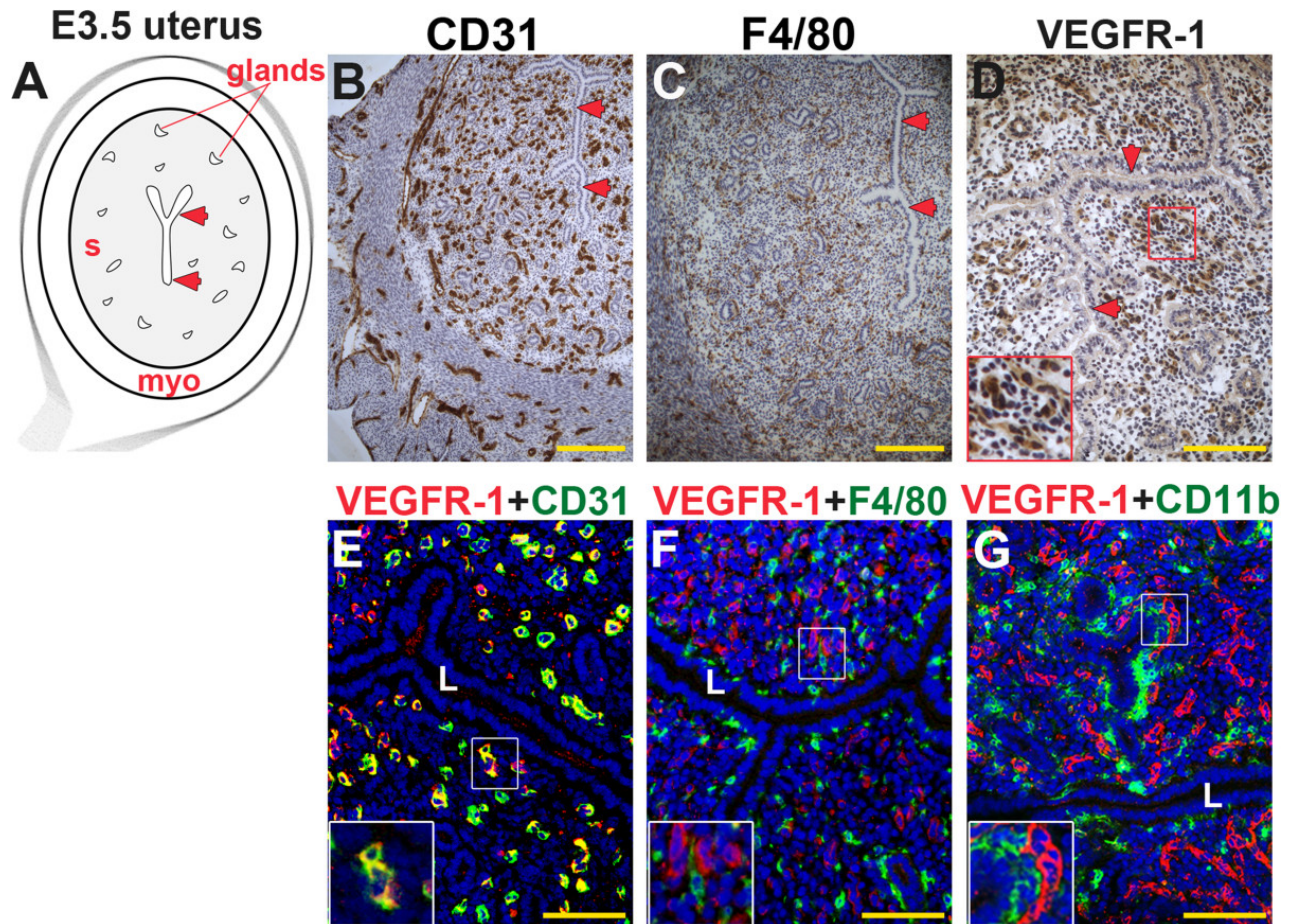 E3.5 uterus
A
glands
s
myo
CD31
B
F4/80
C
VEGFR-1
D
VEGFR-1+CD31
E
L
VEGFR-1+F4/80
F
L
VEGFR-1+CD11b
G
L